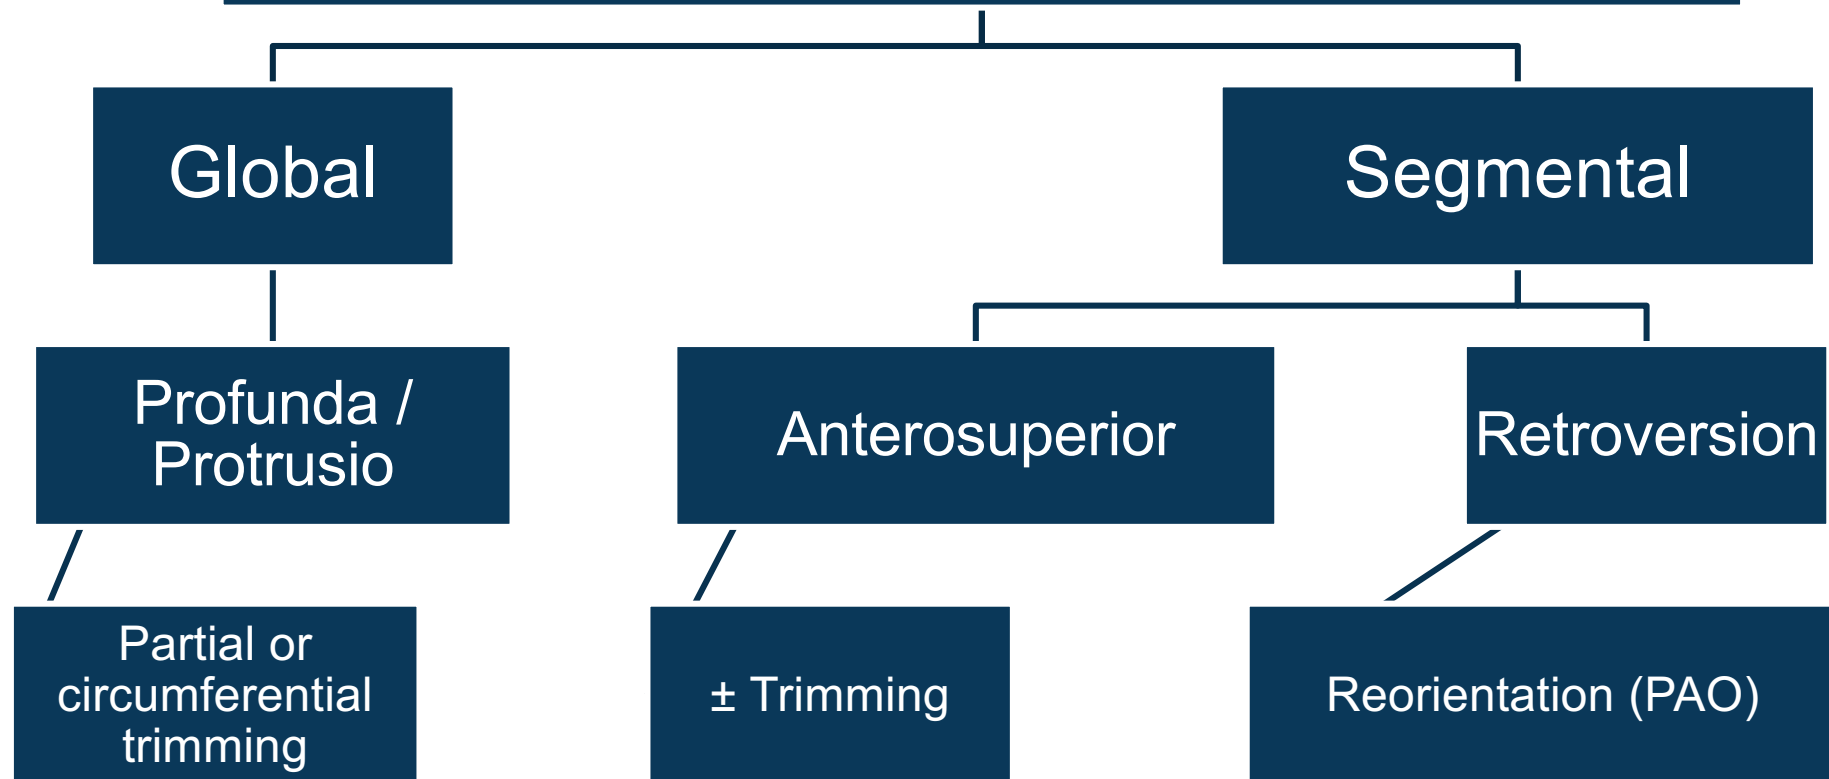 Global
Segmental
Profunda /
Protrusio
Anterosuperior
Retroversion
Partial or
circumferential
trimming
± Trimming
Reorientation (PAO)